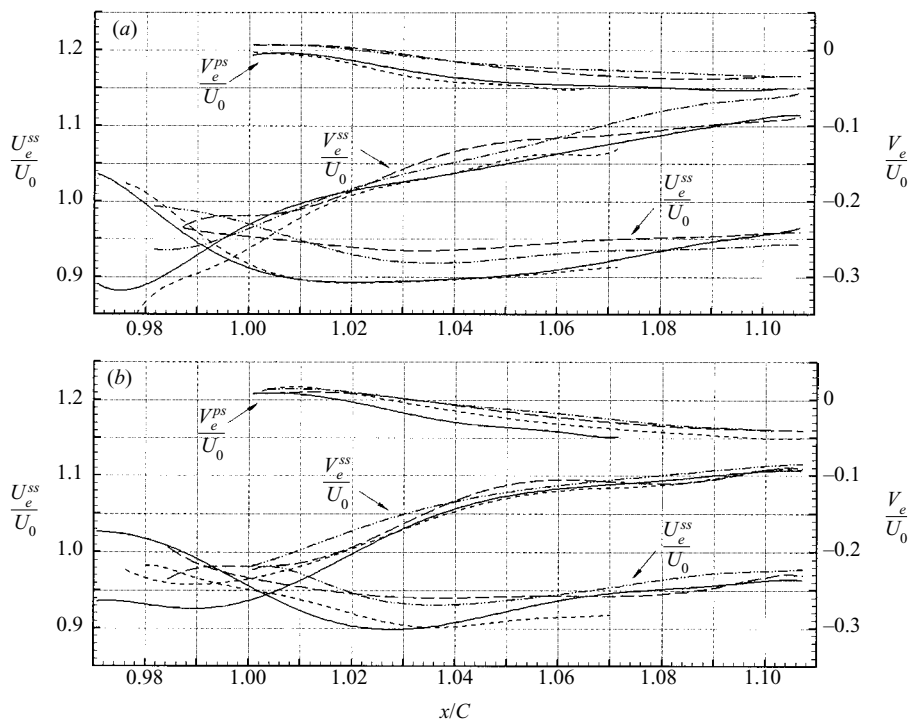 (a)
1.2
1.1
1.0
0.9
U_e^{ss}/U_0
V_e^{ps}/U_0
V_e^{ss}/U_0
U_e^{ss}/U_0
0
−0.1
−0.2
−0.3
V_e/U_0
0.98 1.00 1.02 1.04 1.06 1.08 1.10
(b)
1.2
1.1
1.0
0.9
U_e^{ss}/U_0
V_e^{ps}/U_0
V_e^{ss}/U_0
U_e^{ss}/U_0
0
−0.1
−0.2
−0.3
V_e/U_0
0.98 1.00 1.02 1.04 1.06 1.08 1.10
x/C